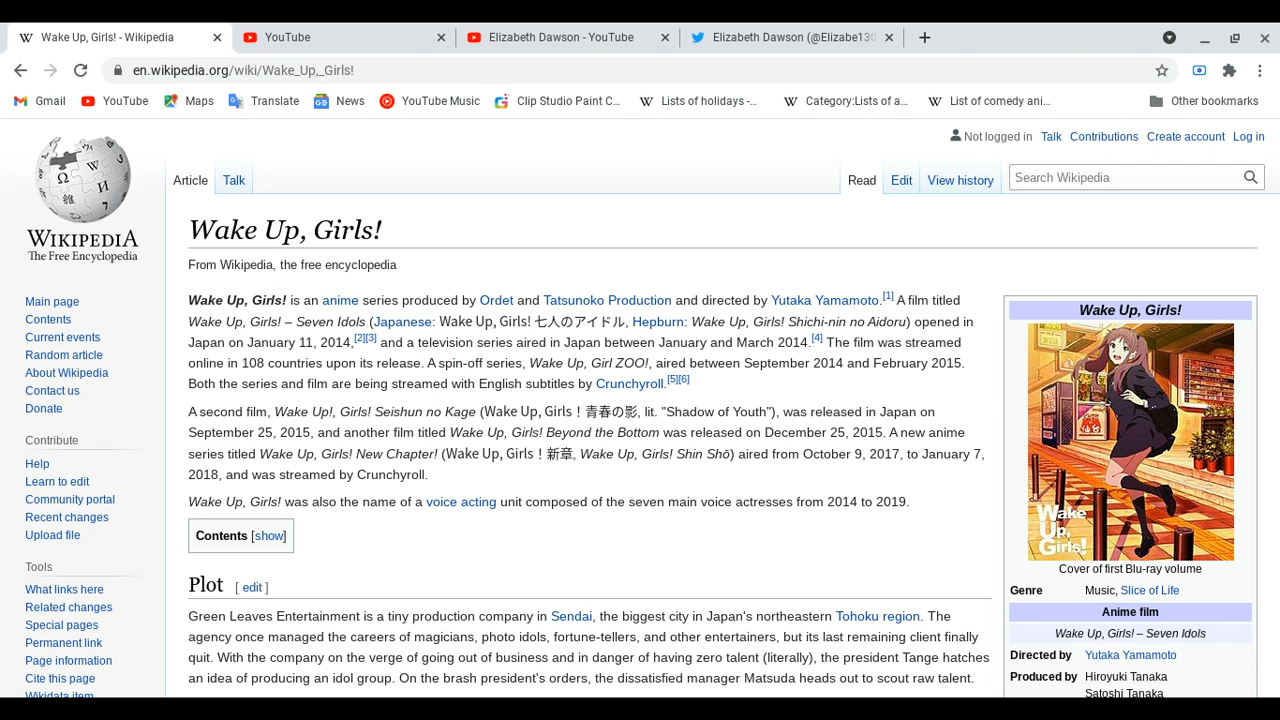 Wake Up, Girls! - Wikipedia
YouTube
Elizabeth Dawson - YouTube
Elizabeth Dawson (@Elizabe130
en.wikipedia.org/wiki/Wake_Up,_Girls!
Gmail YouTube Maps Translate News YouTube Music Clip Studio Paint C... Lists of holidays -... Category:Lists of a... List of comedy ani... Other bookmarks
Not logged in Talk Contributions Create account Log in
Article Talk Read Edit View history Search Wikipedia
WIKIPEDIA
The Free Encyclopedia
Main page
Contents
Current events
Random article
About Wikipedia
Contact us
Donate
Contribute
Help
Learn to edit
Community portal
Recent changes
Upload file
Tools
What links here
Related changes
Special pages
Permanent link
Page information
Cite this page
Wikidata item
Wake Up, Girls!
From Wikipedia, the free encyclopedia
Wake Up, Girls! is an anime series produced by Ordet and Tatsunoko Production and directed by Yutaka Yamamoto.[1] A film titled
Wake Up, Girls! – Seven Idols (Japanese: Wake Up, Girls! 七人のアイドル, Hepburn: Wake Up, Girls! Shichi-nin no Aidoru) opened in
Japan on January 11, 2014,[2][3] and a television series aired in Japan between January and March 2014.[4] The film was streamed
online in 108 countries upon its release. A spin-off series, Wake Up, Girl ZOO!, aired between September 2014 and February 2015.
Both the series and film are being streamed with English subtitles by Crunchyroll.[5][6]
A second film, Wake Up!, Girls! Seishun no Kage (Wake Up, Girls！青春の影, lit. "Shadow of Youth"), was released in Japan on
September 25, 2015, and another film titled Wake Up, Girls! Beyond the Bottom was released on December 25, 2015. A new anime
series titled Wake Up, Girls! New Chapter! (Wake Up, Girls！新章, Wake Up, Girls! Shin Shō) aired from October 9, 2017, to January 7,
2018, and was streamed by Crunchyroll.
Wake Up, Girls! was also the name of a voice acting unit composed of the seven main voice actresses from 2014 to 2019.
Contents [show]
Plot [ edit ]
Green Leaves Entertainment is a tiny production company in Sendai, the biggest city in Japan's northeastern Tohoku region. The
agency once managed the careers of magicians, photo idols, fortune-tellers, and other entertainers, but its last remaining client finally
quit. With the company on the verge of going out of business and in danger of having zero talent (literally), the president Tange hatches
an idea of producing an idol group. On the brash president's orders, the dissatisfied manager Matsuda heads out to scout raw talent.
Wake Up, Girls!
Wake
Up,
Girls!
Cover of first Blu-ray volume
Genre Music, Slice of Life
Anime film
Wake Up, Girls! – Seven Idols
Directed by Yutaka Yamamoto
Produced by Hiroyuki Tanaka
Satoshi Tanaka